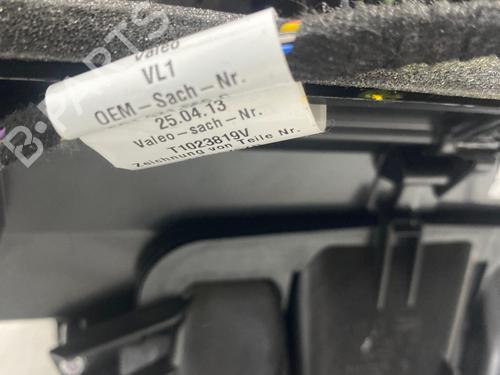 Valeo
VL1
OEM-Sach-Nr.
25.04.13
Valeo-sach-Nr.
T1023819V
Zeichnung von Teile Nr.
B-PARTS